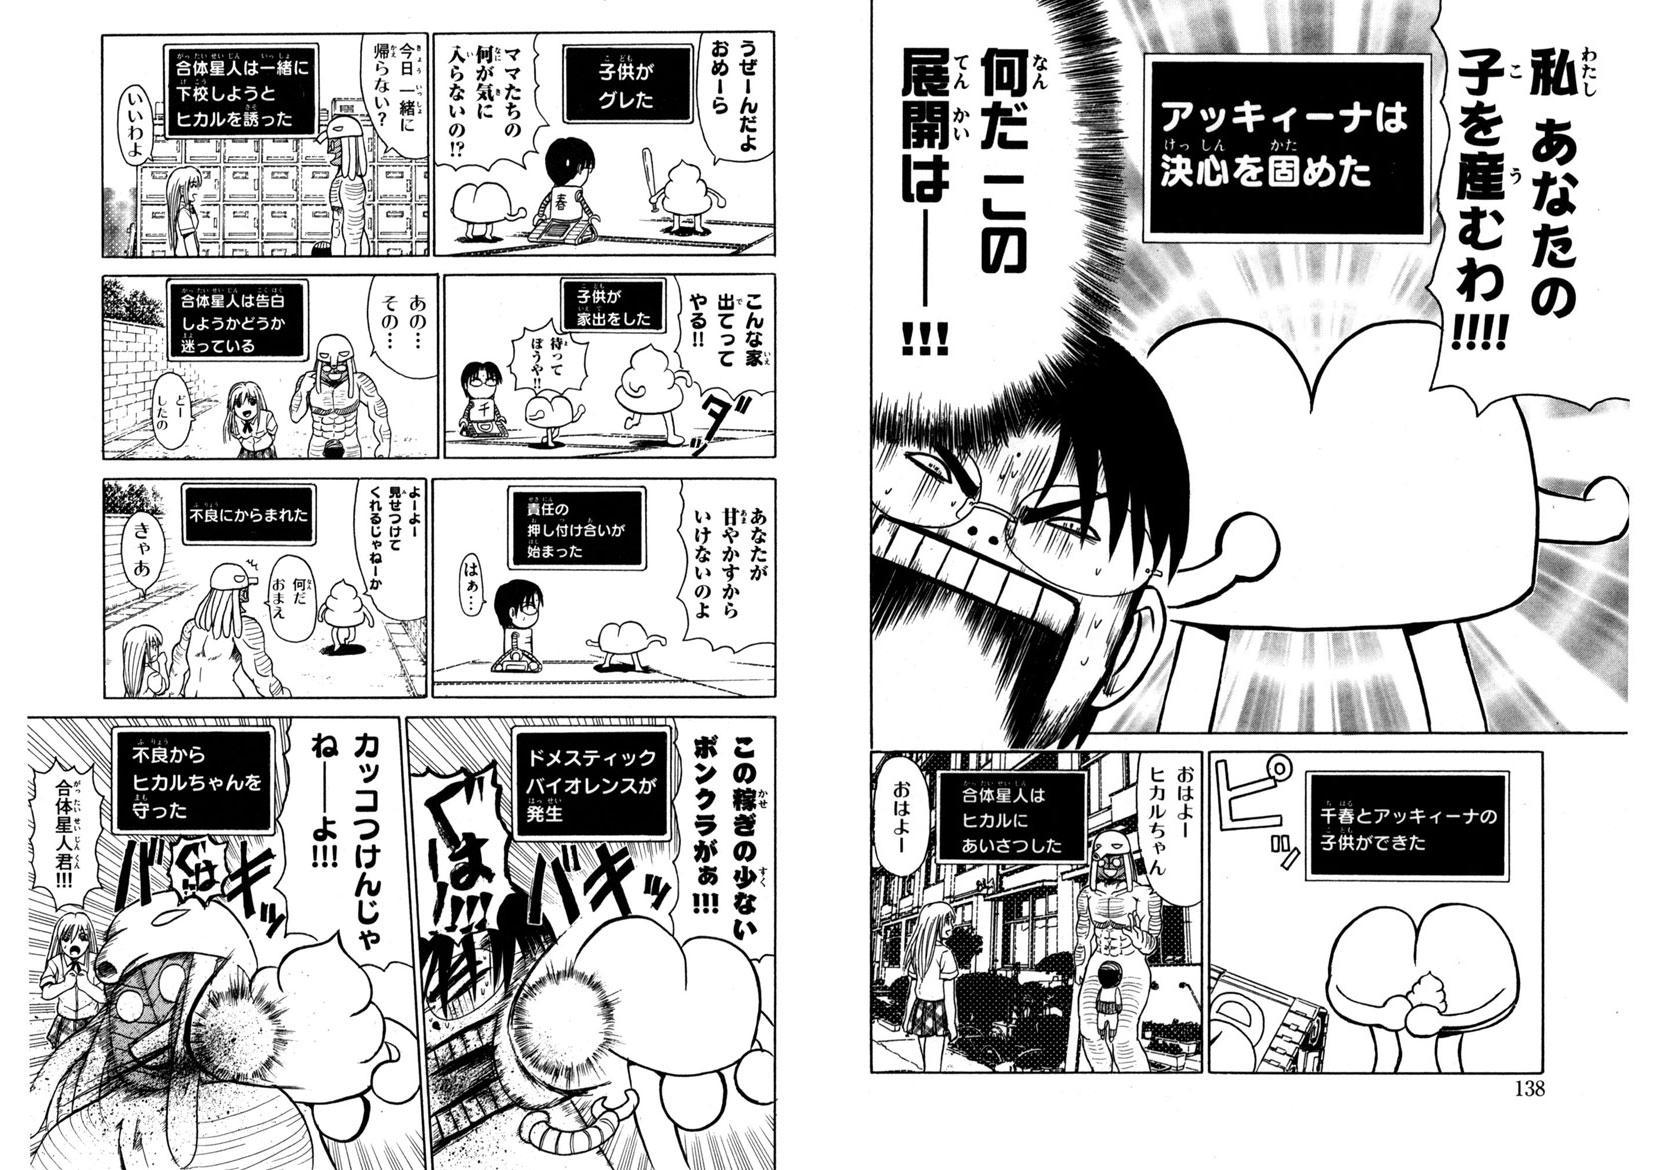 私 あなたの
子を産むわ!!!!
アッキィーナは
決心を固めた
何だ この
展開は――!!!
ピピッ
千春とアッキィーナの
子供ができた
おはよー
ヒカルちゃん
合体星人は
ヒカルに
あいさつした
おはよー
138
うぜーんだよ
おめーら
子供が
グレた
ママたちの
何が気に
入らないの!?
春
こんな家
出てって
やる!!
子供が
家出をした
待って
ぼうや!!
千
ダッ
あなたが
甘やかすから
いけないのよ
責任の
押し付け合いが
始まった
はぁ…
この稼ぎの少ない
ボンクラがぁ!!!
ドメスティック
バイオレンスが
発生
バキッ
ぐはぁ!!!
今日 一緒に
帰らない?
合体星人は一緒に
下校しようと
ヒカルを誘った
いいわよ
あの…
その…
合体星人は告白
しようかどうか
迷っている
どー
したの
よーよー
見せつけて
くれるじゃねーか
不良にからまれた
何だ
おまえ
きゃあ
カッコつけんじゃ
ね――よ!!!
不良から
ヒカルちゃんを
守った
バキッ
ぐは
合体星人君!!!